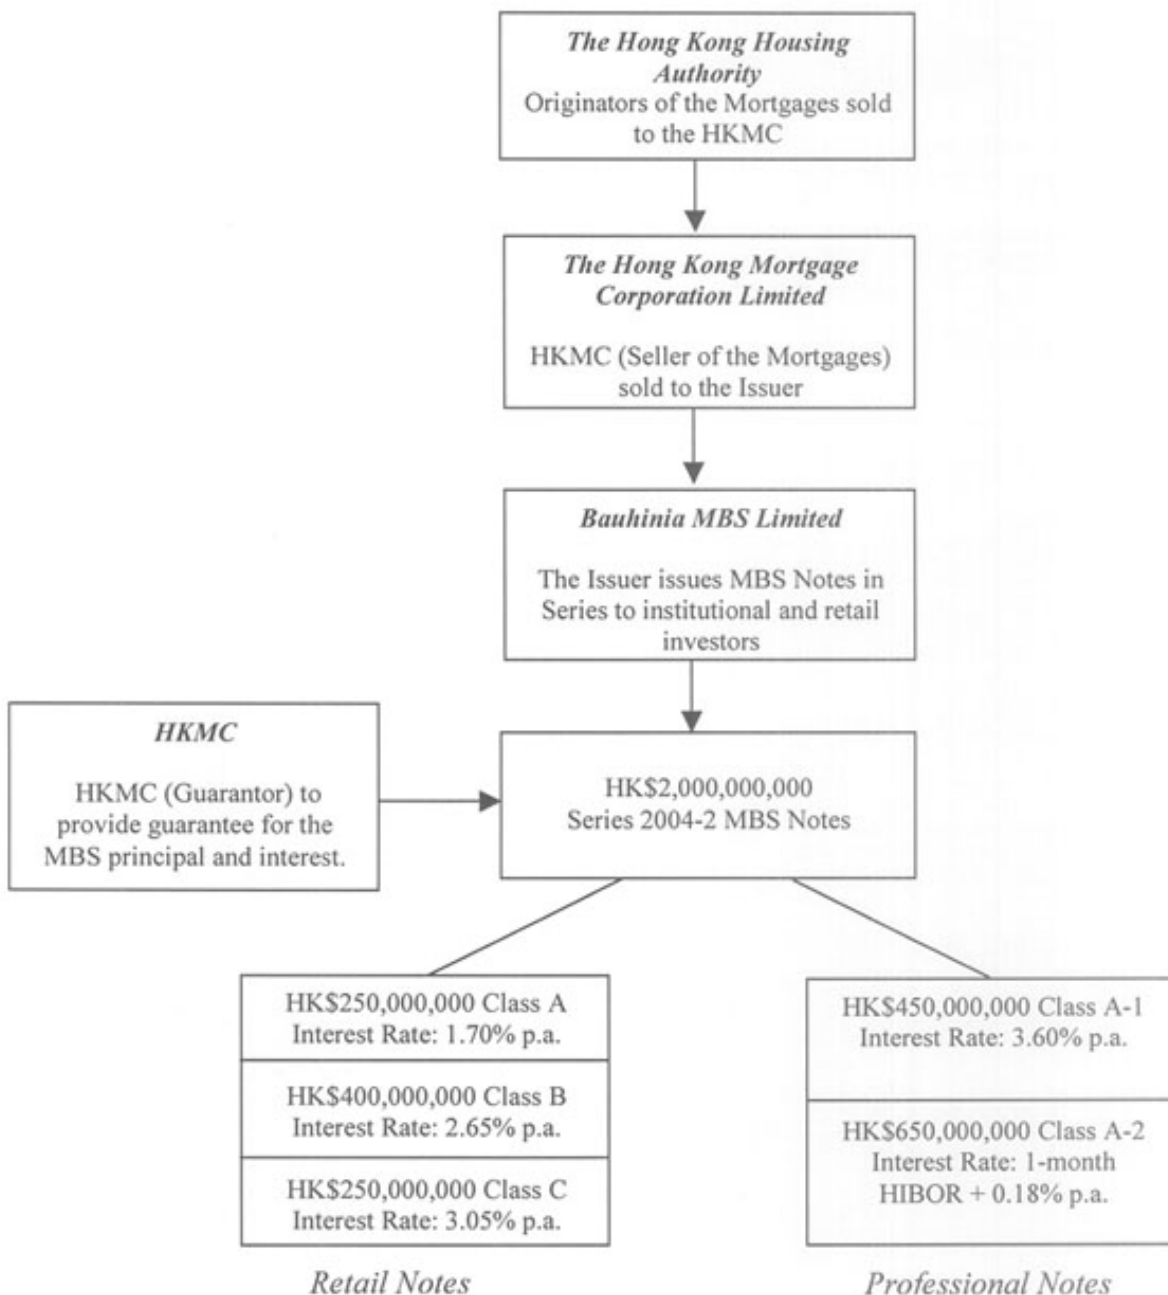 The Hong Kong Housing
Authority
Originators of the Mortgages sold
to the HKMC
The Hong Kong Mortgage
Corporation Limited
HKMC (Seller of the Mortgages)
sold to the Issuer
Bauhinia MBS Limited
The Issuer issues MBS Notes in
Series to institutional and retail
investors
HKMC
HKMC (Guarantor) to
provide guarantee for the
MBS principal and interest.
HK$2,000,000,000
Series 2004-2 MBS Notes
HK$250,000,000 Class A
Interest Rate: 1.70% p.a.
HK$400,000,000 Class B
Interest Rate: 2.65% p.a.
HK$250,000,000 Class C
Interest Rate: 3.05% p.a.
Retail Notes
HK$450,000,000 Class A-1
Interest Rate: 3.60% p.a.
HK$650,000,000 Class A-2
Interest Rate: 1-month
HIBOR + 0.18% p.a.
Professional Notes